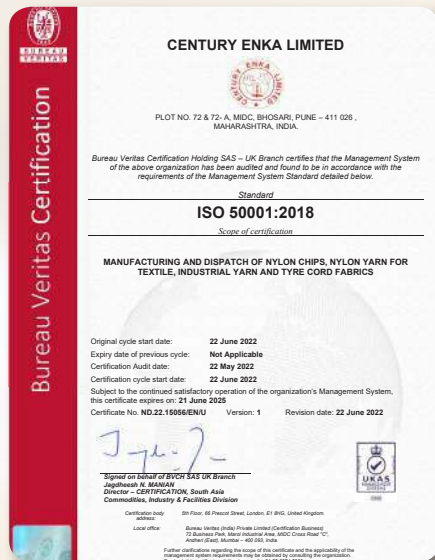 BUREAU
VERITAS
Bureau Veritas Certification
CENTURY ENKA LIMITED
CENTURY ENKA LIMITED
PLOT NO. 72 & 72- A, MIDC, BHOSARI, PUNE – 411 026 ,
MAHARASHTRA, INDIA.
Bureau Veritas Certification Holding SAS – UK Branch certifies that the Management System
of the above organization has been audited and found to be in accordance with the
requirements of the Management System Standard detailed below.
Standard
ISO 50001:2018
Scope of certification
MANUFACTURING AND DISPATCH OF NYLON CHIPS, NYLON YARN FOR
TEXTILE, INDUSTRIAL YARN AND TYRE CORD FABRICS
Original cycle start date: 22 June 2022
Expiry date of previous cycle: Not Applicable
Certification Audit date: 22 May 2022
Certification cycle start date: 22 June 2022
Subject to the continued satisfactory operation of the organization's Management System,
this certificate expires on: 21 June 2025
Certificate No. ND.22.15056/EN/U Version: 1 Revision date: 22 June 2022
Signed on behalf of BVCH SAS UK Branch
Jagdheesh N. MANIAN
Director – CERTIFICATION, South Asia
Commodities, Industry & Facilities Division
UKAS
MANAGEMENT
SYSTEMS
0008
Certification body address: 5th Floor, 66 Prescot Street, London, E1 8HG, United Kingdom.
Local office: Bureau Veritas (India) Private Limited (Certification Business)
72 Business Park, Marol Industrial Area, MIDC Cross Road "C",
Andheri (East), Mumbai – 400 093, India.
Further clarifications regarding the scope of this certificate and the applicability of the
management system requirements may be obtained by consulting the organization.